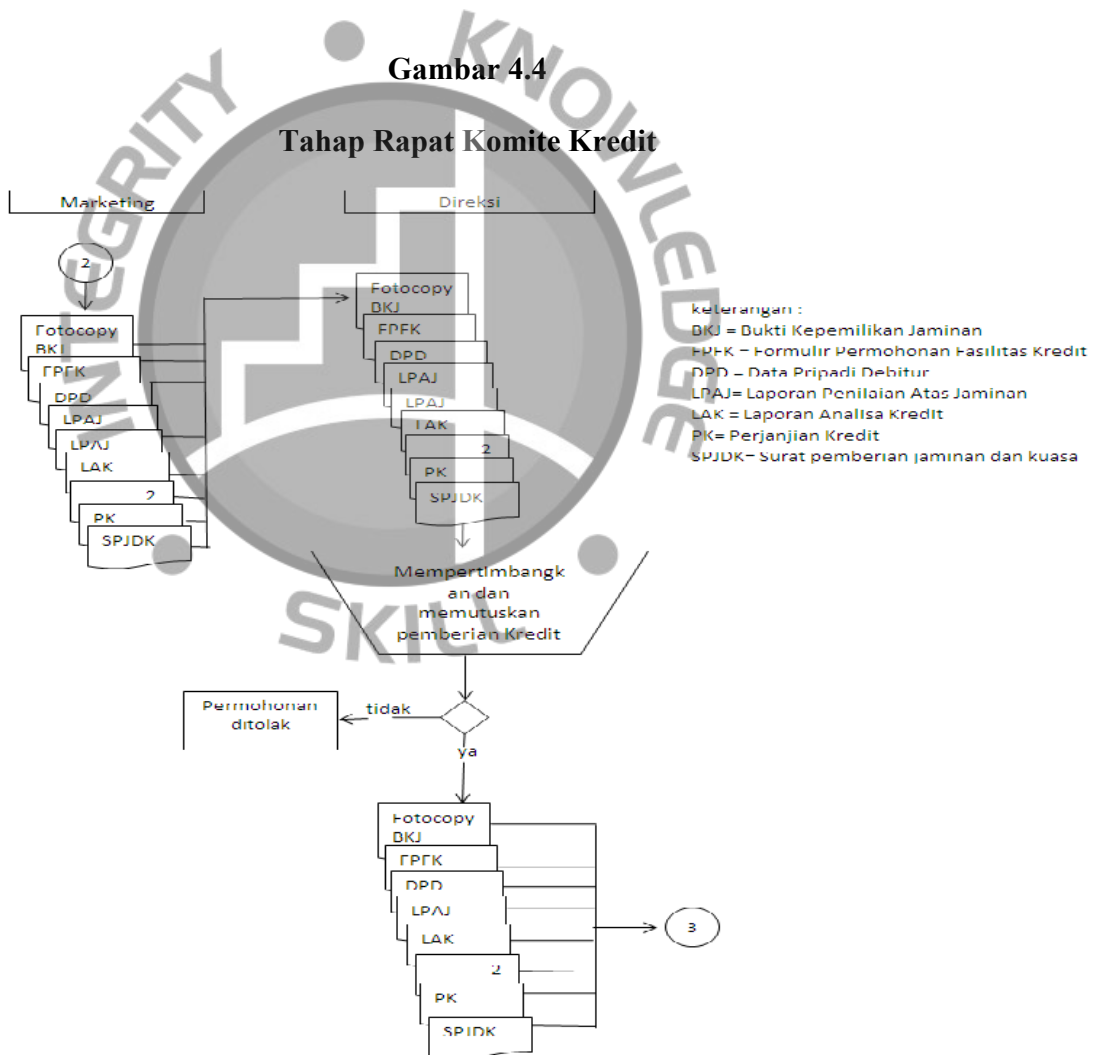 Gambar 4.4
Tahap Rapat Komite Kredit
INTEGRITY
KNOWLEDGE
SKILL
Marketing
Direksi
2
Fotocopy
BKJ
FPFK
DPD
LPAJ
LPAJ
LAK
2
PK
SPJDK
Fotocopy
BKJ
FPFK
DPD
LPAJ
LPAJ
LAK
2
PK
SPJDK
keterangan :
BKJ = Bukti Kepemilikan Jaminan
FPFK = Formulir Permohonan Fasilitas Kredit
DPD = Data Pripadi Debitur
LPAJ= Laporan Penilaian Atas Jaminan
LAK = Laporan Analisa Kredit
PK= Perjanjian Kredit
SPJDK= Surat pemberian jaminan dan kuasa
Mempertimbangk
an dan
memutuskan
pemberian Kredit
Permohonan
ditolak
tidak
ya
Fotocopy
BKJ
FPFK
DPD
LPAJ
LAK
2
PK
SPJDK
3